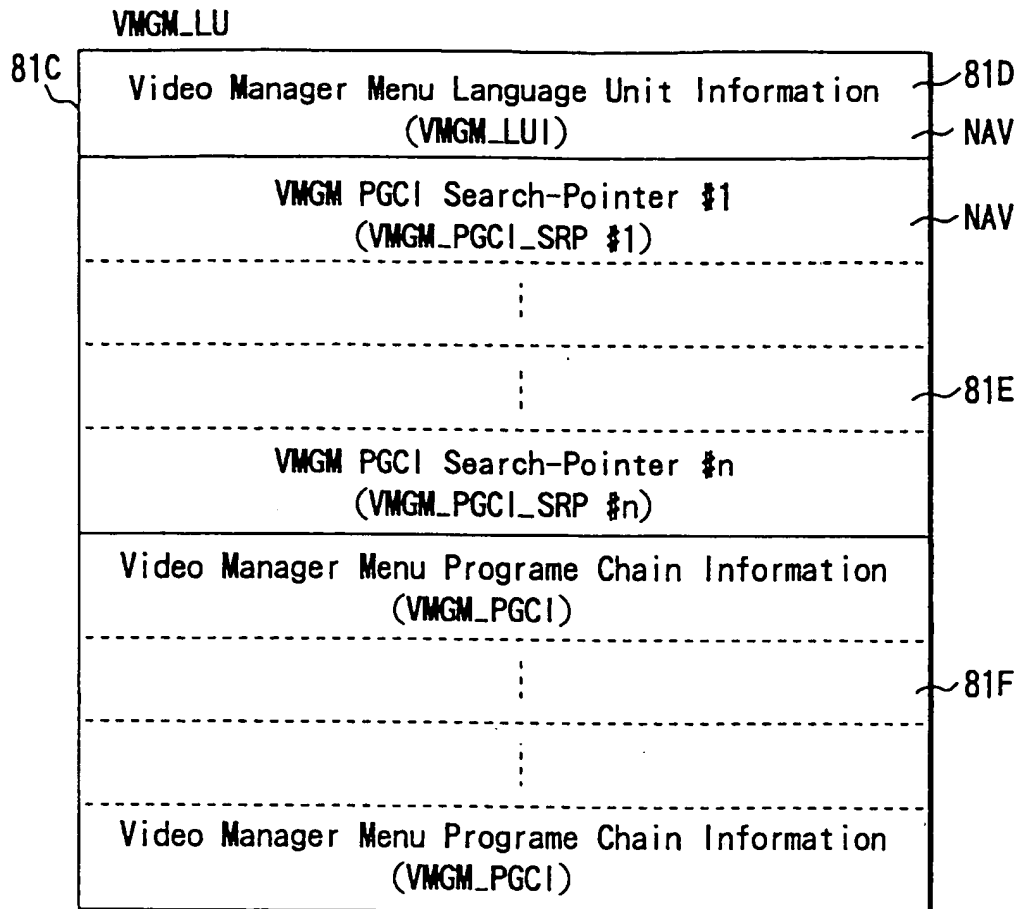 VMGM_LU
81C
Video Manager Menu Language Unit Information
81D
(VMGM_LUI)
NAV
VMGM PGCI Search-Pointer #1
NAV
(VMGM_PGCI_SRP #1)
81E
VMGM PGCI Search-Pointer #n
(VMGM_PGCI_SRP #n)
Video Manager Menu Programe Chain Information
(VMGM_PGCI)
81F
Video Manager Menu Programe Chain Information
(VMGM_PGCI)